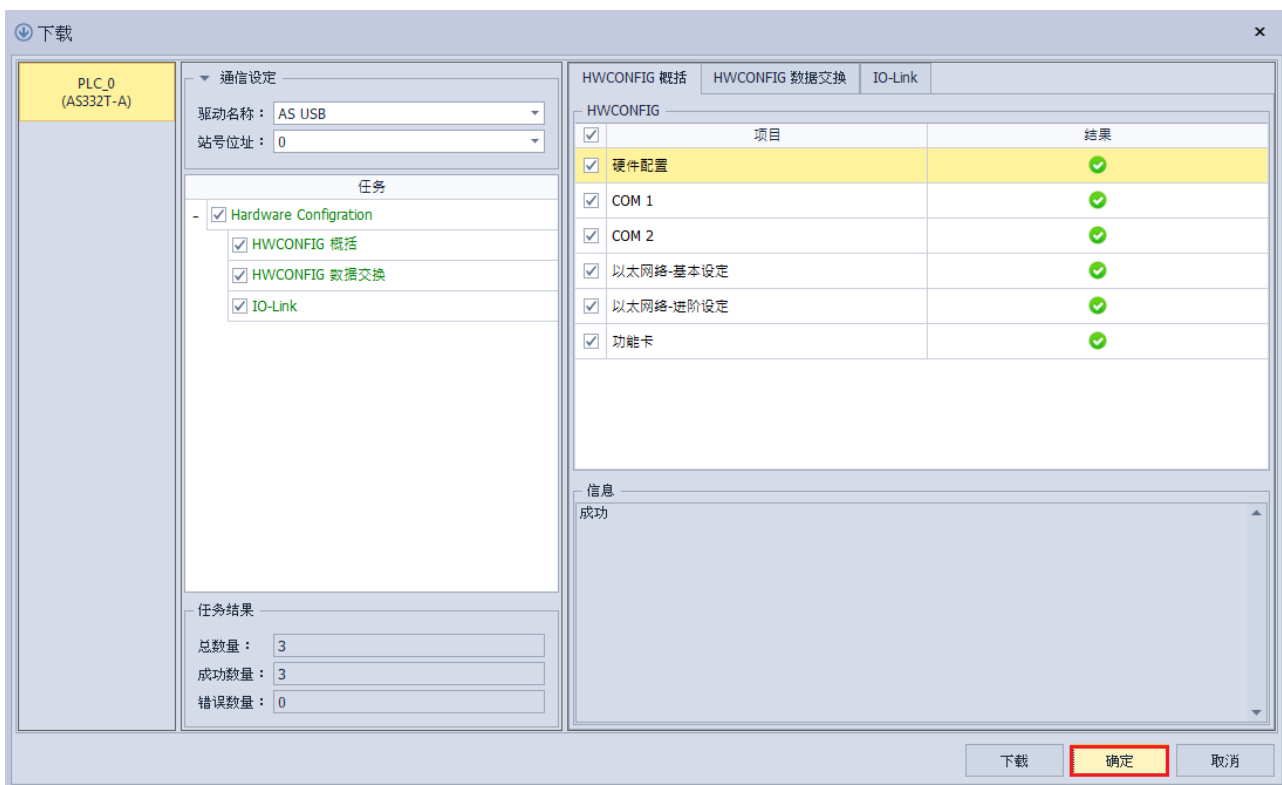 下载
PLC_0
(AS332T-A)
通信设定
驱动名称： AS USB
站号位址： 0
任务
Hardware Configration
HWCONFIG 概括
HWCONFIG 数据交换
IO-Link
任务结果
总数量： 3
成功数量： 3
错误数量： 0
HWCONFIG 概括 HWCONFIG 数据交换 IO-Link
HWCONFIG
项目 结果
硬件配置
COM 1
COM 2
以太网络-基本设定
以太网络-进阶设定
功能卡
信息
成功
下载 确定 取消